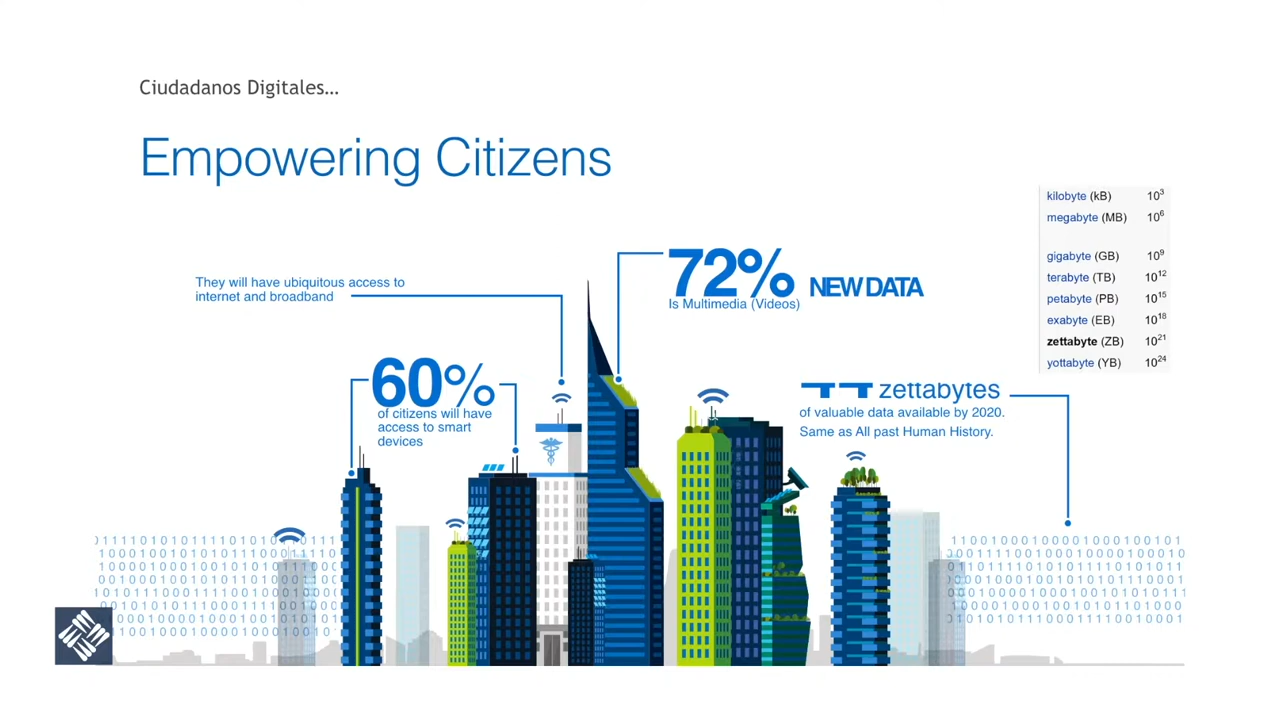 Ciudadanos Digitales…
Empowering Citizens
kilobyte (kB) 10³
megabyte (MB) 10⁶
gigabyte (GB) 10⁹
terabyte (TB) 10¹²
petabyte (PB) 10¹⁵
exabyte (EB) 10¹⁸
zettabyte (ZB) 10²¹
yottabyte (YB) 10²⁴
They will have ubiquitous access to
internet and broadband
72% NEW DATA
Is Multimedia (Videos)
60%
of citizens will have
access to smart
devices
zettabytes
of valuable data available by 2020.
Same as All past Human History.